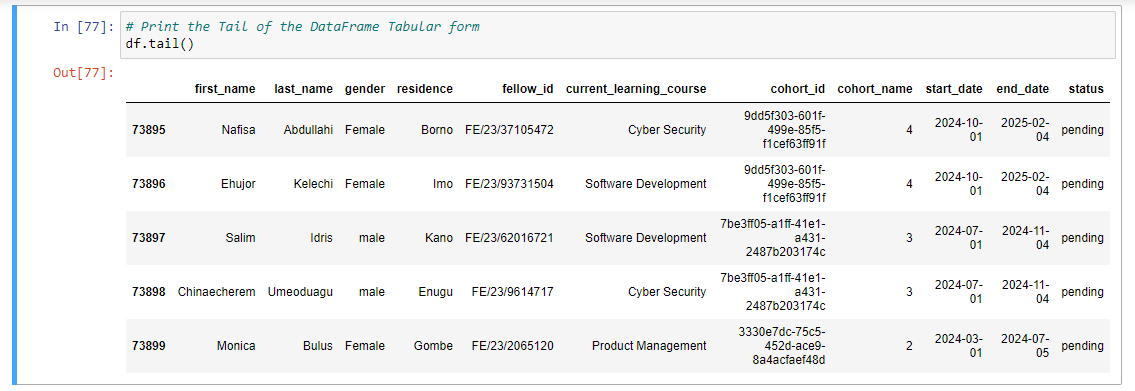 In [77]: # Print the Tail of the DataFrame Tabular form
df.tail()
Out[77]:
first_name last_name gender residence fellow_id current_learning_course cohort_id cohort_name start_date end_date status
73895 Nafisa Abdullahi Female Borno FE/23/37105472 Cyber Security 9dd5f303-601f-499e-85f5-f1cef63ff91f 4 2024-10-01 2025-02-04 pending
73896 Ehujor Kelechi Female Imo FE/23/93731504 Software Development 9dd5f303-601f-499e-85f5-f1cef63ff91f 4 2024-10-01 2025-02-04 pending
73897 Salim Idris male Kano FE/23/62016721 Software Development 7be3ff05-a1ff-41e1-a431-2487b203174c 3 2024-07-01 2024-11-04 pending
73898 Chinaecherem Umeoduagu male Enugu FE/23/9614717 Cyber Security 7be3ff05-a1ff-41e1-a431-2487b203174c 3 2024-07-01 2024-11-04 pending
73899 Monica Bulus Female Gombe FE/23/2065120 Product Management 3330e7dc-75c5-452d-ace9-8a4acfaef48d 2 2024-03-01 2024-07-05 pending